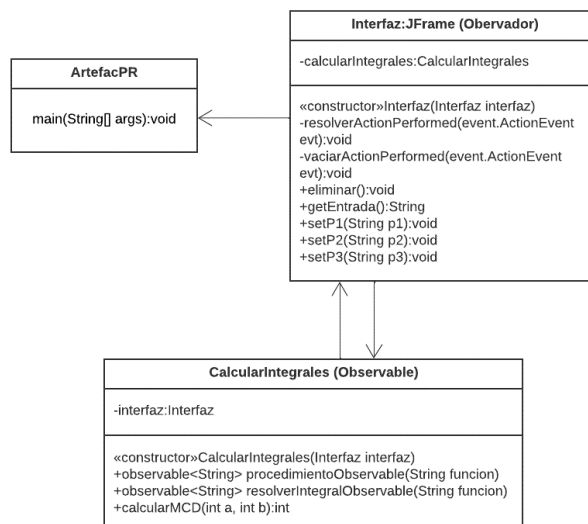 Interfaz:JFrame (Obervador)
-calcularIntegrales:CalcularIntegrales
«constructor»Interfaz(Interfaz interfaz)
-resolverActionPerformed(event.ActionEvent
evt):void
-vaciarActionPerformed(event.ActionEvent
evt):void
+eliminar():void
+getEntrada():String
+setP1(String p1):void
+setP2(String p2):void
+setP3(String p3):void
ArtefacPR
main(String[] args):void
CalcularIntegrales (Observable)
-interfaz:Interfaz
«constructor»CalcularIntegrales(Interfaz interfaz)
+observable<String> procedimientoObservable(String funcion)
+observable<String> resolverIntegralObservable(String fumcion)
+calcularMCD(int a, int b):int